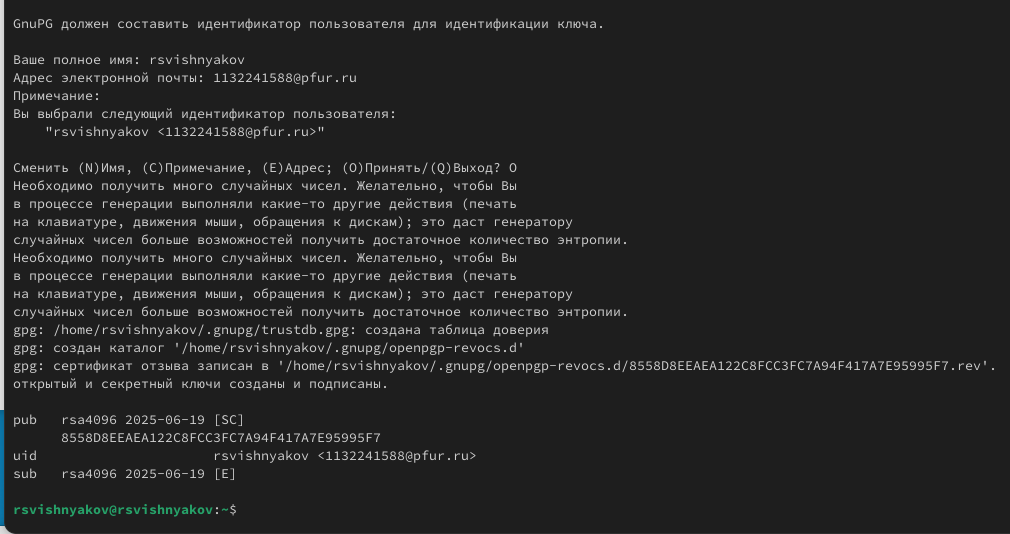 GnuPG должен составить идентификатор пользователя для идентификации ключа.
Ваше полное имя: rsvishnyakov
Адрес электронной почты: 1132241588@pfur.ru
Примечание:
Вы выбрали следующий идентификатор пользователя:
"rsvishnyakov <1132241588@pfur.ru>"
Сменить (N)Имя, (C)Примечание, (E)Адрес; (O)Принять/(Q)Выход? O
Необходимо получить много случайных чисел. Желательно, чтобы Вы
в процессе генерации выполняли какие-то другие действия (печать
на клавиатуре, движения мыши, обращения к дискам); это даст генератору
случайных чисел больше возможностей получить достаточное количество энтропии.
Необходимо получить много случайных чисел. Желательно, чтобы Вы
в процессе генерации выполняли какие-то другие действия (печать
на клавиатуре, движения мыши, обращения к дискам); это даст генератору
случайных чисел больше возможностей получить достаточное количество энтропии.
gpg: /home/rsvishnyakov/.gnupg/trustdb.gpg: создана таблица доверия
gpg: создан каталог '/home/rsvishnyakov/.gnupg/openpgp-revocs.d'
gpg: сертификат отзыва записан в '/home/rsvishnyakov/.gnupg/openpgp-revocs.d/8558D8EEAEA122C8FCC3FC7A94F417A7E95995F7.rev'.
открытый и секретный ключи созданы и подписаны.
pub   rsa4096 2025-06-19 [SC]
8558D8EEAEA122C8FCC3FC7A94F417A7E95995F7
uid                      rsvishnyakov <1132241588@pfur.ru>
sub   rsa4096 2025-06-19 [E]
rsvishnyakov@rsvishnyakov:~$